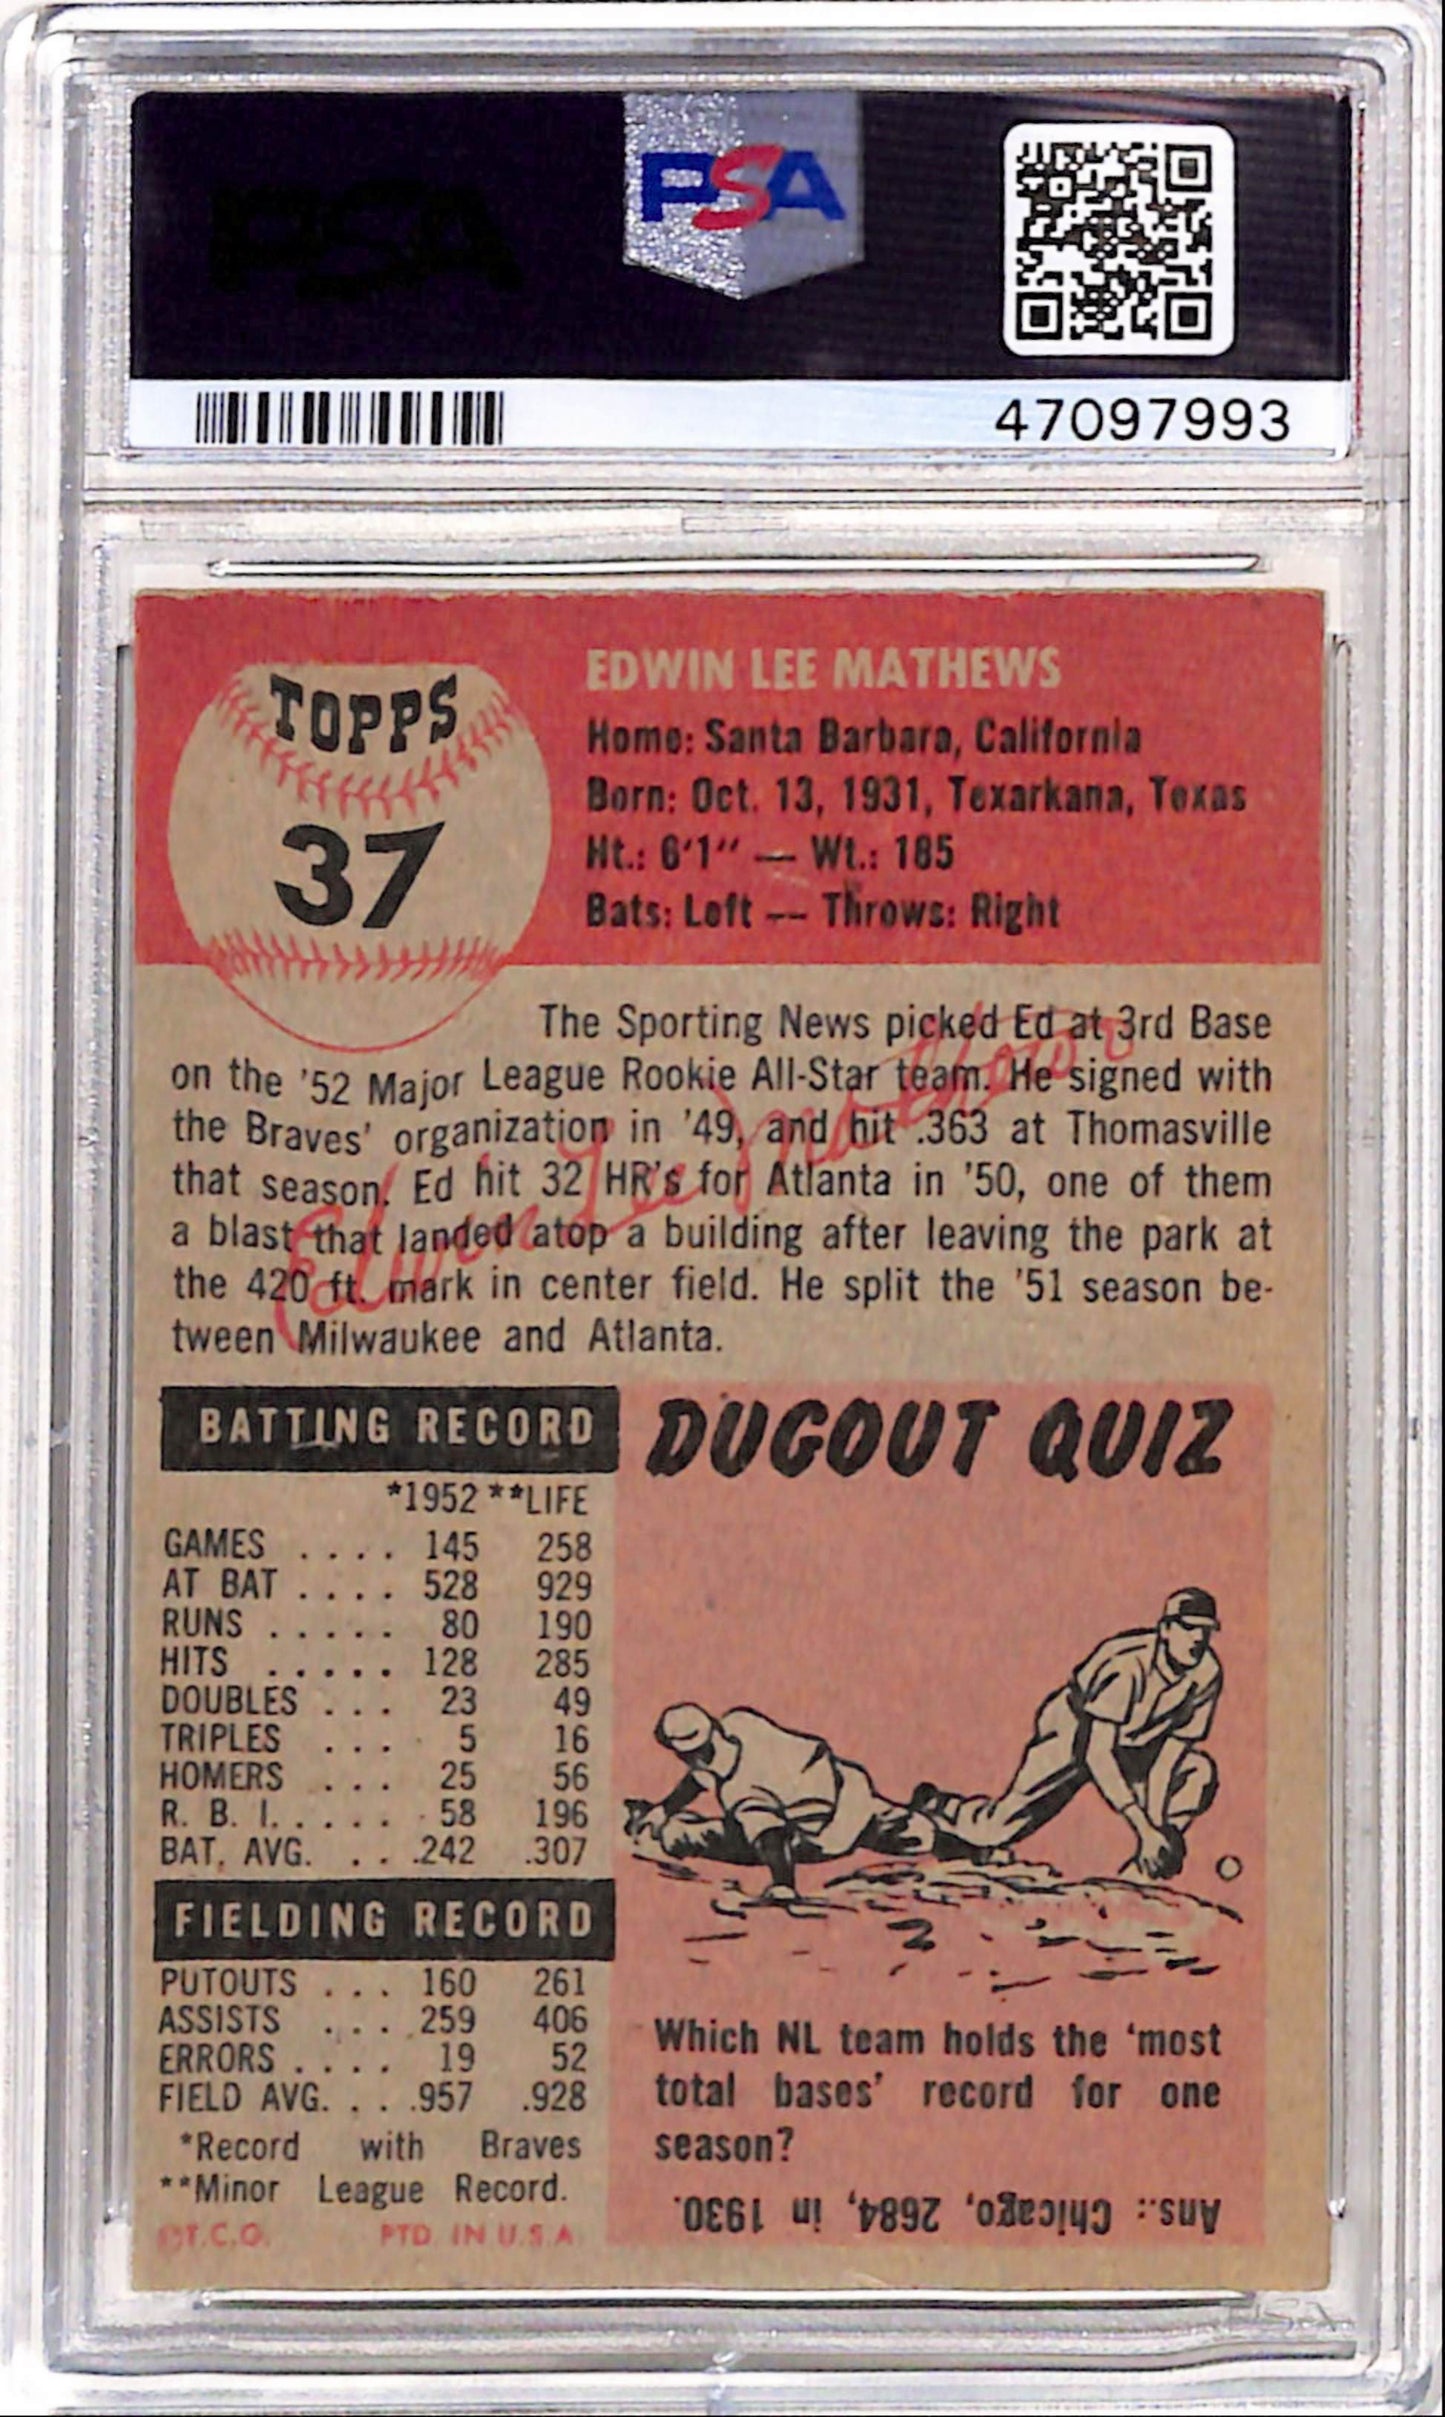 PSA
PSA
47097993
TOPPS
37
EDWIN LEE MATHEWS
Home: Santa Barbara, California
Born: Oct. 13, 1931, Texarkana, Texas
Ht.: 6'1" — Wt.: 185
Bats: Left -- Throws: Right
The Sporting News picked Ed at 3rd Base
on the '52 Major League Rookie All-Star team. He signed with
the Braves' organization in '49, and hit .363 at Thomasville
that season. Ed hit 32 HR's for Atlanta in '50, one of them
a blast that landed atop a building after leaving the park at
the 420 ft. mark in center field. He split the '51 season be-
tween Milwaukee and Atlanta.
Edwin Lee Mathews
BATTING RECORD
*1952 **LIFE
GAMES .... 145 258
AT BAT .... 528 929
RUNS ..... 80 190
HITS ..... 128 285
DOUBLES ... 23 49
TRIPLES ... 5 16
HOMERS ... 25 56
R. B. I. .... 58 196
BAT. AVG. .. .242 .307
FIELDING RECORD
PUTOUTS ... 160 261
ASSISTS ... 259 406
ERRORS .... 19 52
FIELD AVG. .. .957 .928
*Record with Braves
**Minor League Record.
©T.C.G. PTD. IN U.S.A.
DUGOUT QUIZ
Which NL team holds the 'most
total bases' record for one
season?
Ans.: Chicago, 2684, in 1930.
PSA